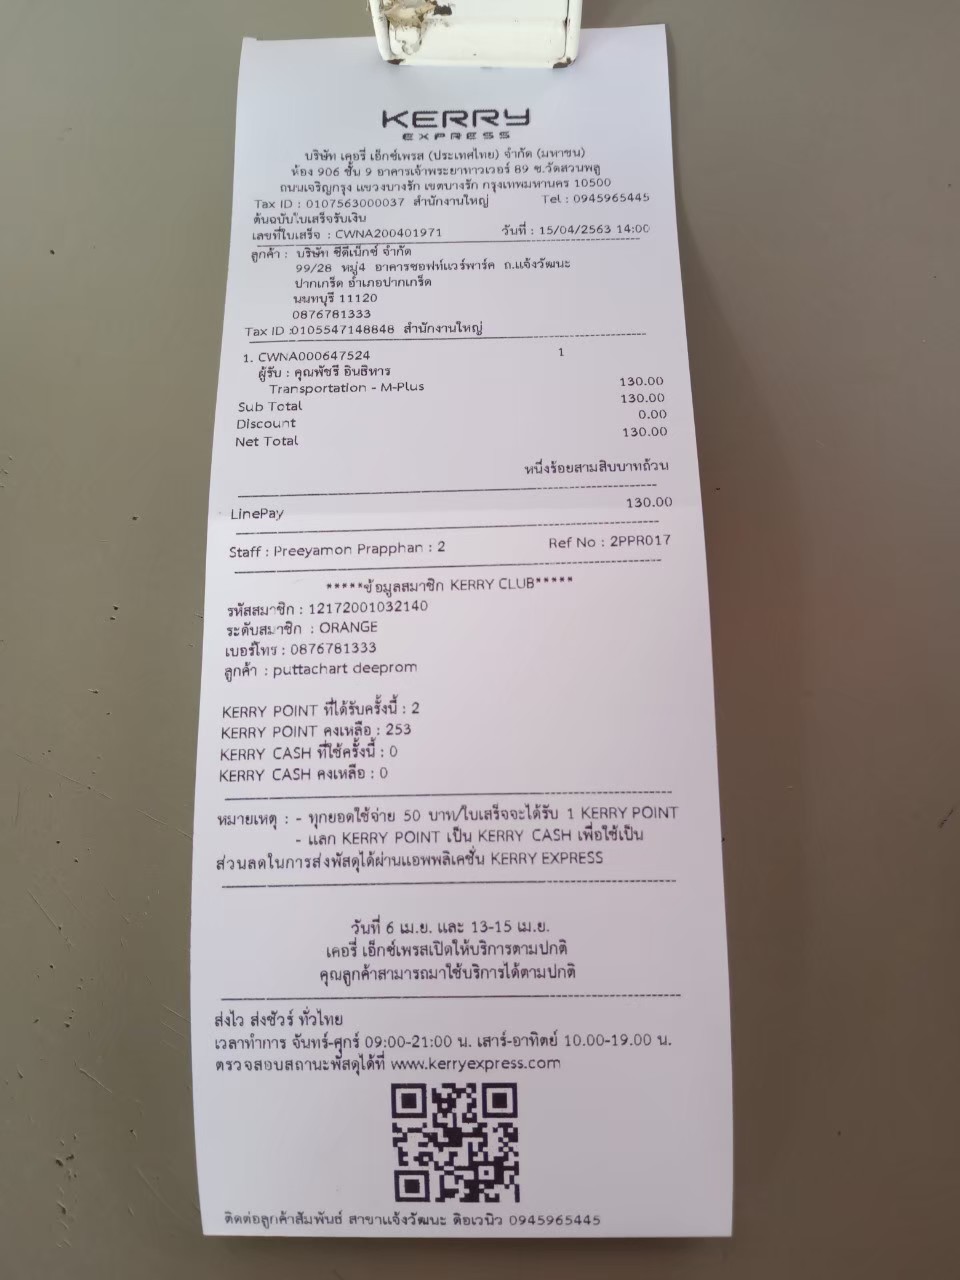 KERRY
EXPRESS
บริษัท เคอรี่ เอ็กซ์เพรส (ประเทศไทย) จำกัด (มหาชน)
ห้อง 906 ชั้น 9 อาคารเจ้าพระยาทาวเวอร์ 89 ซ.วัดสวนพลู
ถนนเจริญกรุง แขวงบางรัก เขตบางรัก กรุงเทพมหานคร 10500
Tax ID : 0107563000037 สำนักงานใหญ่ Tel : 0945965445
ต้นฉบับใบเสร็จรับเงิน
เลขที่ใบเสร็จ : CWNA200401971 วันที่ : 15/04/2563 14:00
ลูกค้า : บริษัท ซีดีเน็กซ์ จำกัด
99/28 หมู่4 อาคารซอฟท์แวร์พาร์ค ถ.แจ้งวัฒนะ
ปากเกร็ด อำเภอปากเกร็ด
นนทบุรี 11120
0876781333
Tax ID :0105547148848 สำนักงานใหญ่
1. CWNA000647524 1
ผู้รับ : คุณพัชรี อินธิหาร
Transportation - M-Plus 130.00
Sub Total 130.00
Discount 0.00
Net Total 130.00
หนึ่งร้อยสามสิบบาทถ้วน
LinePay 130.00
Staff : Preeyamon Prapphan : 2 Ref No : 2PPR017
*****ข้อมูลสมาชิก KERRY CLUB*****
รหัสสมาชิก : 12172001032140
ระดับสมาชิก : ORANGE
เบอร์โทร : 0876781333
ลูกค้า : puttachart deeprom
KERRY POINT ที่ได้รับครั้งนี้ : 2
KERRY POINT คงเหลือ : 253
KERRY CASH ที่ใช้ครั้งนี้ : 0
KERRY CASH คงเหลือ : 0
หมายเหตุ : - ทุกยอดใช้จ่าย 50 บาท/ใบเสร็จจะได้รับ 1 KERRY POINT
- แลก KERRY POINT เป็น KERRY CASH เพื่อใช้เป็น
ส่วนลดในการส่งพัสดุได้ผ่านแอพพลิเคชั่น KERRY EXPRESS
วันที่ 6 เม.ย. และ 13-15 เม.ย.
เคอรี่ เอ็กซ์เพรสเปิดให้บริการตามปกติ
คุณลูกค้าสามารถมาใช้บริการได้ตามปกติ
ส่งไว ส่งชัวร์ ทั่วไทย
เวลาทำการ จันทร์-ศุกร์ 09:00-21:00 น. เสาร์-อาทิตย์ 10.00-19.00 น.
ตรวจสอบสถานะพัสดุได้ที่ www.kerryexpress.com
ติดต่อลูกค้าสัมพันธ์ สาขาแจ้งวัฒนะ ดิอเวนิว 0945965445